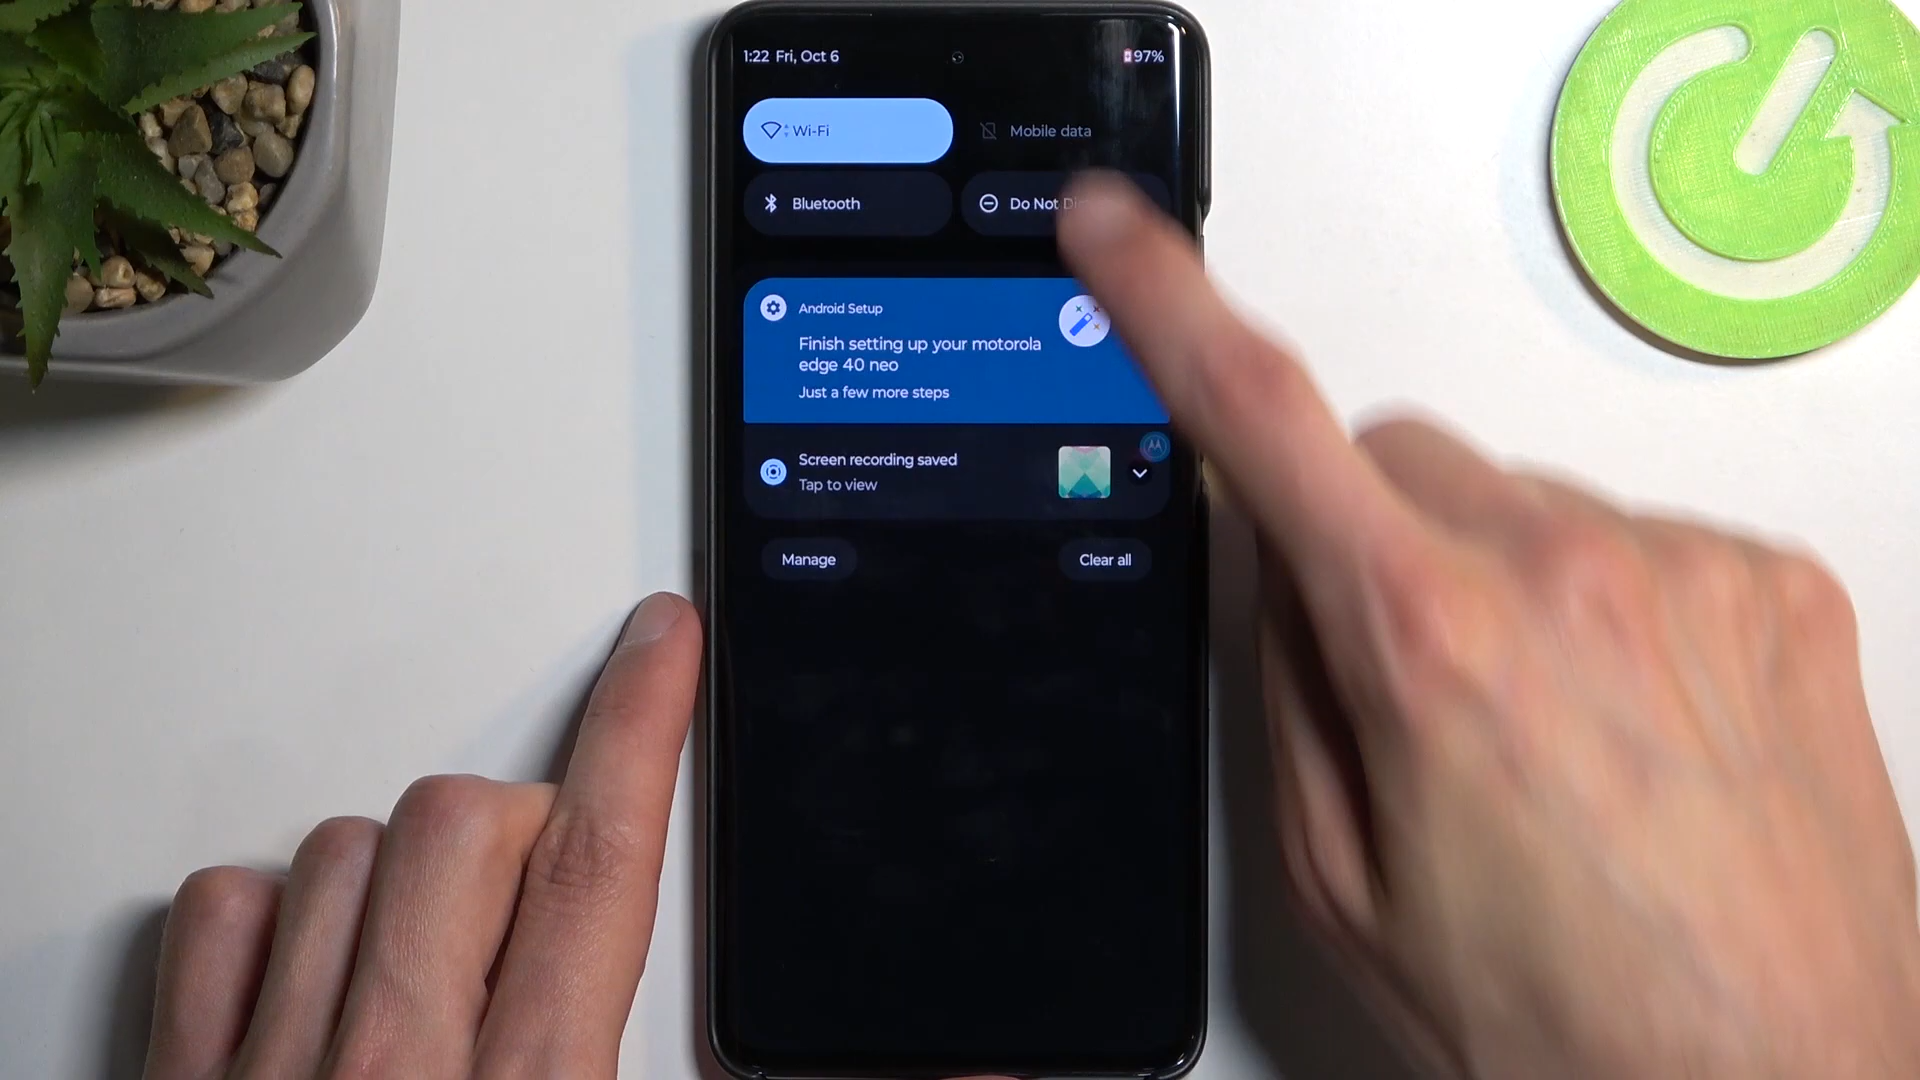 1:22 Fri, Oct 6
97%
Wi-Fi
Mobile data
Bluetooth
Do Not
Android Setup
Finish setting up your motorola
edge 40 neo
Just a few more steps
Screen recording saved
Tap to view
Manage
Clear all